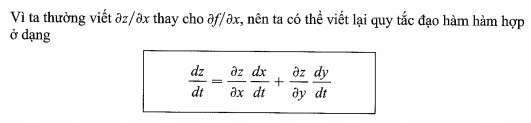 Vì ta thường viết ∂z/∂x thay cho ∂f/∂x, nên ta có thể viết lại quy tắc đạo hàm hàm hợp
ở dạng
dz/dt = ∂z/∂x dx/dt + ∂z/∂y dy/dt